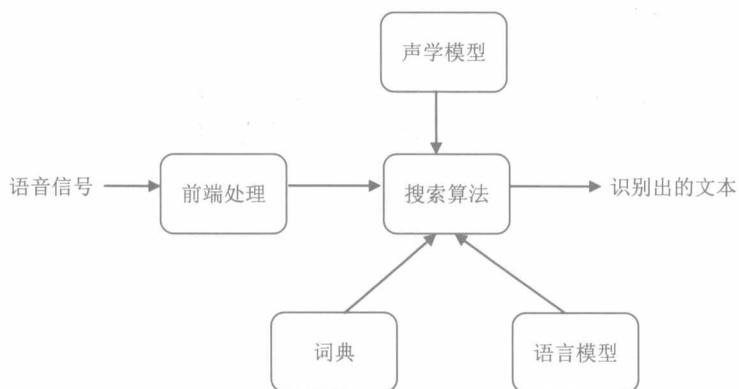 声学模型
语音信号
前端处理
搜索算法
识别出的文本
词典
语言模型